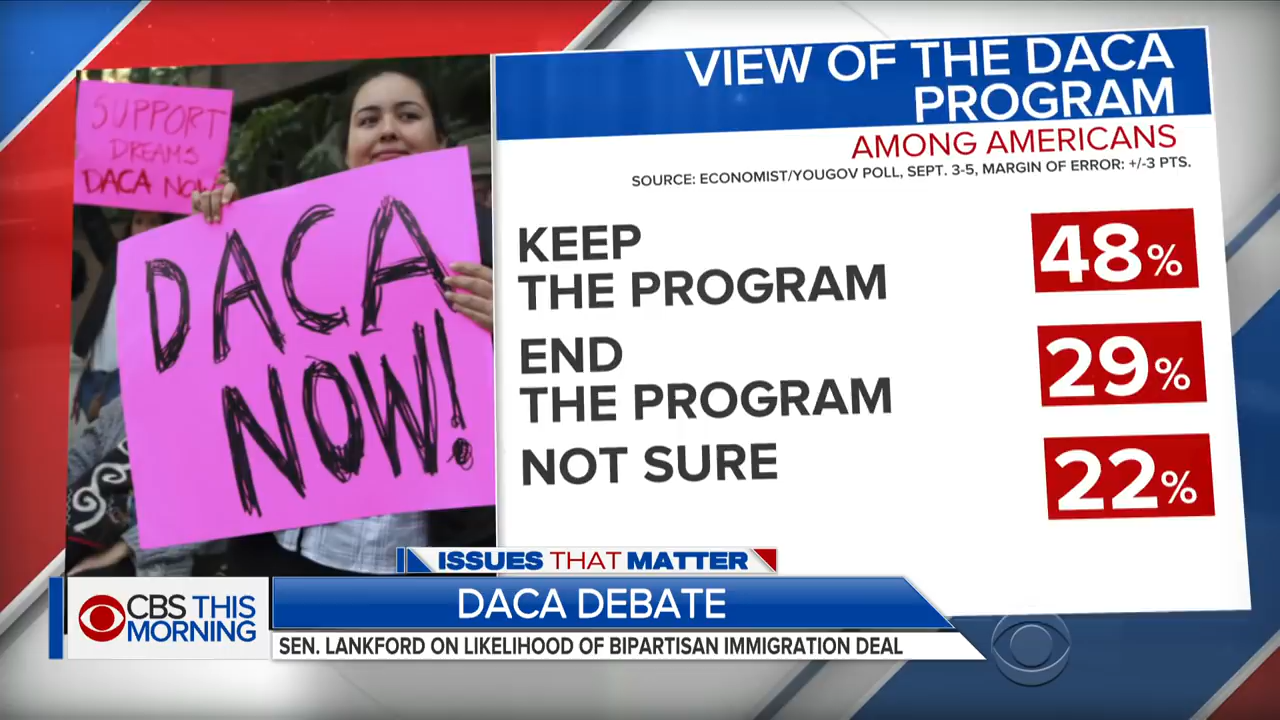 SUPPORT
DREAMS
DACA NOW
DACA
NOW!
VIEW OF THE DACA
PROGRAM
AMONG AMERICANS
SOURCE: ECONOMIST/YOUGOV POLL, SEPT. 3-5, MARGIN OF ERROR: +/-3 PTS.
KEEP
THE PROGRAM 48%
END
THE PROGRAM 29%
NOT SURE 22%
ISSUES THAT MATTER
CBS THIS
MORNING
DACA DEBATE
SEN. LANKFORD ON LIKELIHOOD OF BIPARTISAN IMMIGRATION DEAL